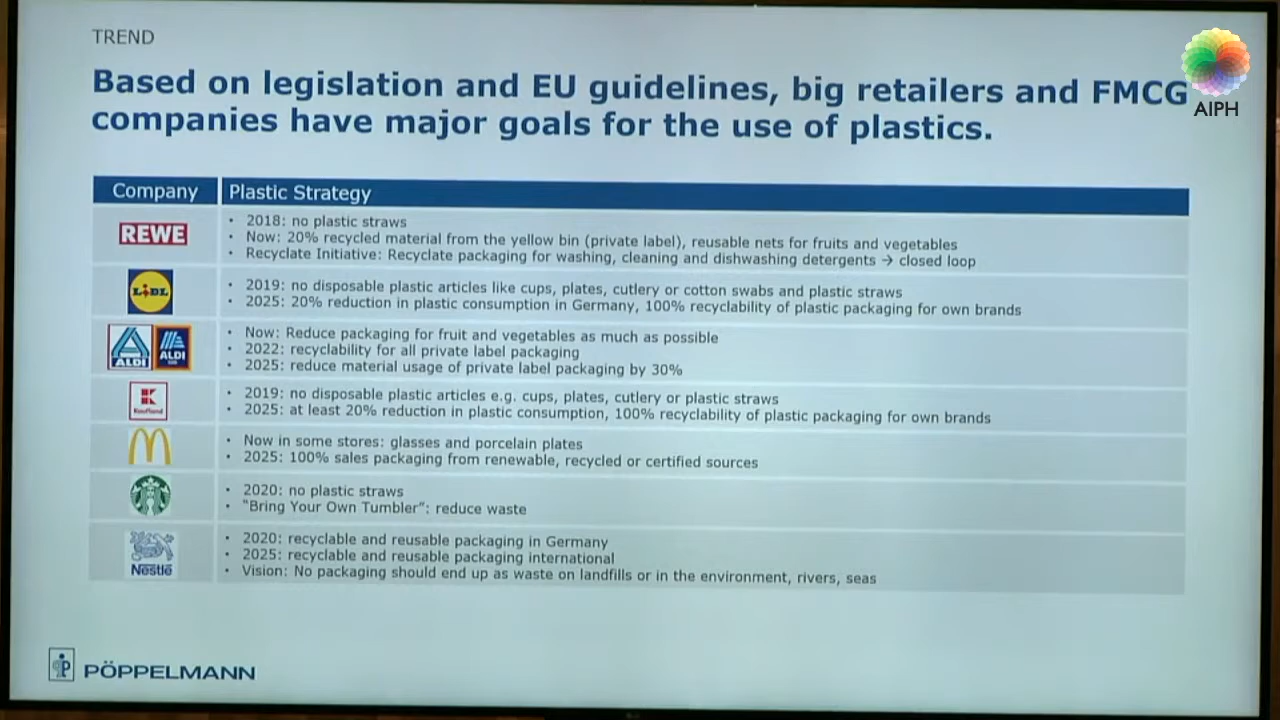 TREND
AIPH
Based on legislation and EU guidelines, big retailers and FMCG
companies have major goals for the use of plastics.
Company Plastic Strategy
REWE
• 2018: no plastic straws
• Now: 20% recycled material from the yellow bin (private label), reusable nets for fruits and vegetables
• Recyclate Initiative: Recyclate packaging for washing, cleaning and dishwashing detergents → closed loop
LIDL
• 2019: no disposable plastic articles like cups, plates, cutlery or cotton swabs and plastic straws
• 2025: 20% reduction in plastic consumption in Germany, 100% recyclability of plastic packaging for own brands
ALDI ALDI
• Now: Reduce packaging for fruit and vegetables as much as possible
• 2022: recyclability for all private label packaging
• 2025: reduce material usage of private label packaging by 30%
K
Kaufland
• 2019: no disposable plastic articles e.g. cups, plates, cutlery or plastic straws
• 2025: at least 20% reduction in plastic consumption, 100% recyclability of plastic packaging for own brands
• Now in some stores: glasses and porcelain plates
• 2025: 100% sales packaging from renewable, recycled or certified sources
• 2020: no plastic straws
• “Bring Your Own Tumbler”: reduce waste
Nestlé
• 2020: recyclable and reusable packaging in Germany
• 2025: recyclable and reusable packaging international
• Vision: No packaging should end up as waste on landfills or in the environment, rivers, seas
PÖPPELMANN